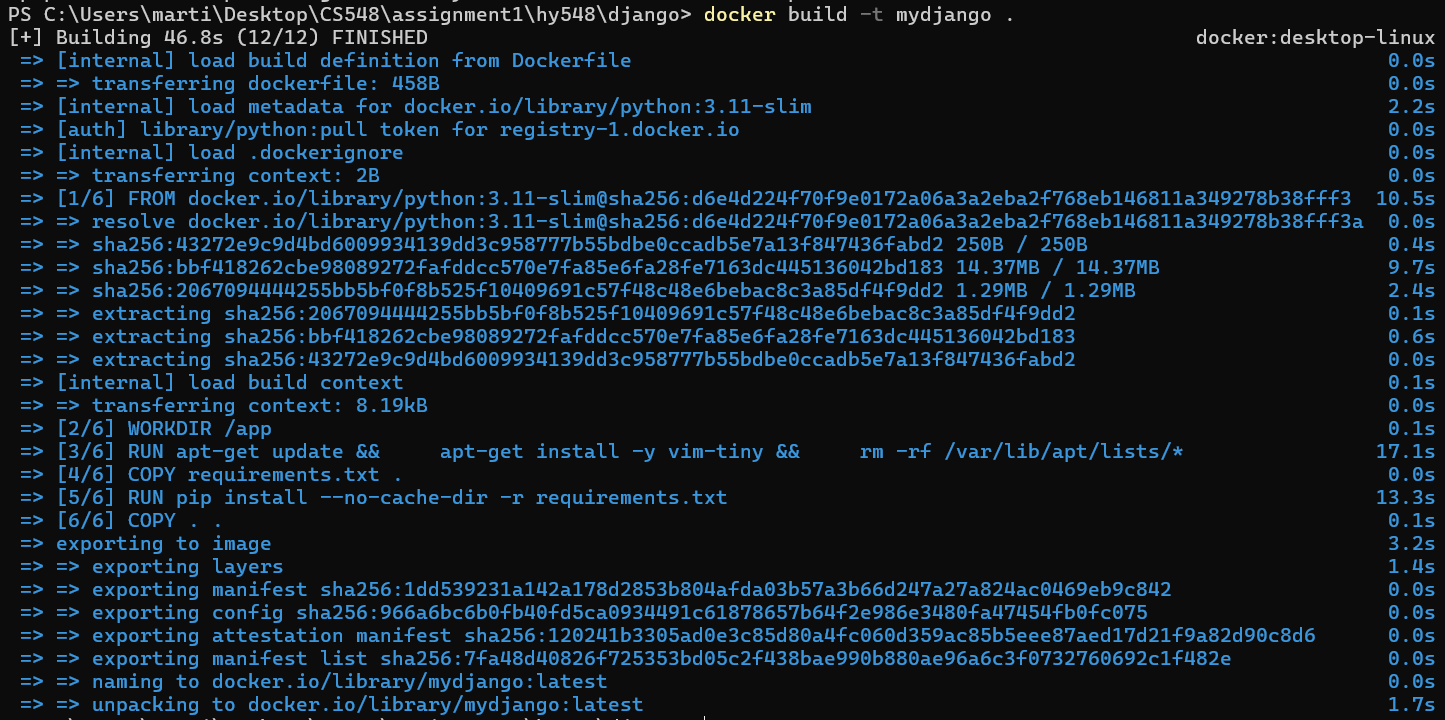 PS C:\Users\marti\Desktop\CS548\assignment1\hy548\django> docker build -t mydjango .
[+] Building 46.8s (12/12) FINISHED docker:desktop-linux
=> [internal] load build definition from Dockerfile 0.0s
=> => transferring dockerfile: 458B 0.0s
=> [internal] load metadata for docker.io/library/python:3.11-slim 2.2s
=> [auth] library/python:pull token for registry-1.docker.io 0.0s
=> [internal] load .dockerignore 0.0s
=> => transferring context: 2B 0.0s
=> [1/6] FROM docker.io/library/python:3.11-slim@sha256:d6e4d224f70f9e0172a06a3a2eba2f768eb146811a349278b38fff3 10.5s
=> => resolve docker.io/library/python:3.11-slim@sha256:d6e4d224f70f9e0172a06a3a2eba2f768eb146811a349278b38fff3a 0.0s
=> => sha256:43272e9c9d4bd6009934139dd3c958777b55bdbe0ccadb5e7a13f847436fabd2 250B / 250B 0.4s
=> => sha256:bbf418262cbe98089272fafddcc570e7fa85e6fa28fe7163dc445136042bd183 14.37MB / 14.37MB 9.7s
=> => sha256:2067094444255bb5bf0f8b525f10409691c57f48c48e6bebac8c3a85df4f9dd2 1.29MB / 1.29MB 2.4s
=> => extracting sha256:2067094444255bb5bf0f8b525f10409691c57f48c48e6bebac8c3a85df4f9dd2 0.1s
=> => extracting sha256:bbf418262cbe98089272fafddcc570e7fa85e6fa28fe7163dc445136042bd183 0.6s
=> => extracting sha256:43272e9c9d4bd6009934139dd3c958777b55bdbe0ccadb5e7a13f847436fabd2 0.0s
=> [internal] load build context 0.1s
=> => transferring context: 8.19kB 0.0s
=> [2/6] WORKDIR /app 0.1s
=> [3/6] RUN apt-get update &&     apt-get install -y vim-tiny &&     rm -rf /var/lib/apt/lists/* 17.1s
=> [4/6] COPY requirements.txt . 0.0s
=> [5/6] RUN pip install --no-cache-dir -r requirements.txt 13.3s
=> [6/6] COPY . . 0.1s
=> exporting to image 3.2s
=> => exporting layers 1.4s
=> => exporting manifest sha256:1dd539231a142a178d2853b804afda03b57a3b66d247a27a824ac0469eb9c842 0.0s
=> => exporting config sha256:966a6bc6b0fb40fd5ca0934491c61878657b64f2e986e3480fa47454fb0fc075 0.0s
=> => exporting attestation manifest sha256:120241b3305ad0e3c85d80a4fc060d359ac85b5eee87aed17d21f9a82d90c8d6 0.0s
=> => exporting manifest list sha256:7fa48d40826f725353bd05c2f438bae990b880ae96a6c3f0732760692c1f482e 0.0s
=> => naming to docker.io/library/mydjango:latest 0.0s
=> => unpacking to docker.io/library/mydjango:latest 1.7s